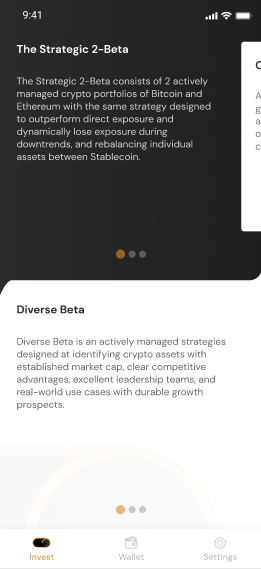 9:41
The Strategic 2-Beta
The Strategic 2-Beta consists of 2 actively
managed crypto portfolios of Bitcoin and
Ethereum with the same strategy designed
to outperform direct exposure and
dynamically lose exposure during
downtrends, and rebalancing individual
assets between Stablecoin.
Diverse Beta
Diverse Beta is an actively managed strategies
designed at identifying crypto assets with
established market cap, clear competitive
advantages, excellent leadership teams, and
real-world use cases with durable growth
prospects.
Invest
Wallet
Settings